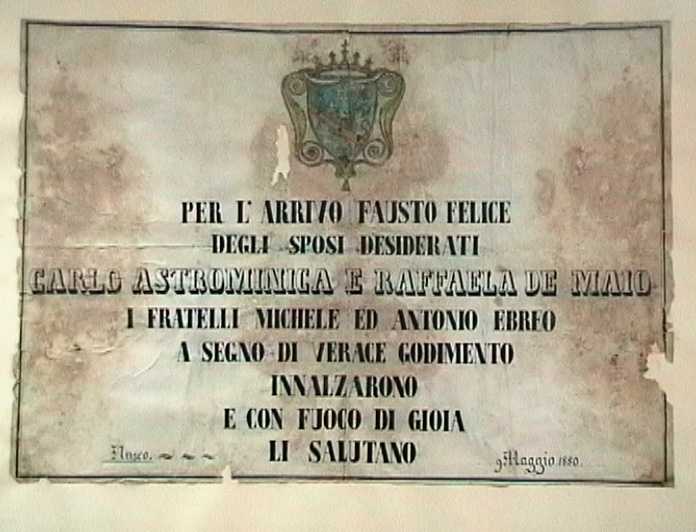 PER L' ARRIVO FAUSTO FELICE
DEGLI SPOSI DESIDERATI
CARLO ASTROMINICA E RAFFAELA DE MAIO
I FRATELLI MICHELE ED ANTONIO EBREO
A SEGNO DI VERACE GODIMENTO
INNALZARONO
E CON FUOCO DI GIOIA
LI SALUTANO
Nusco. 9 Maggio 1880.